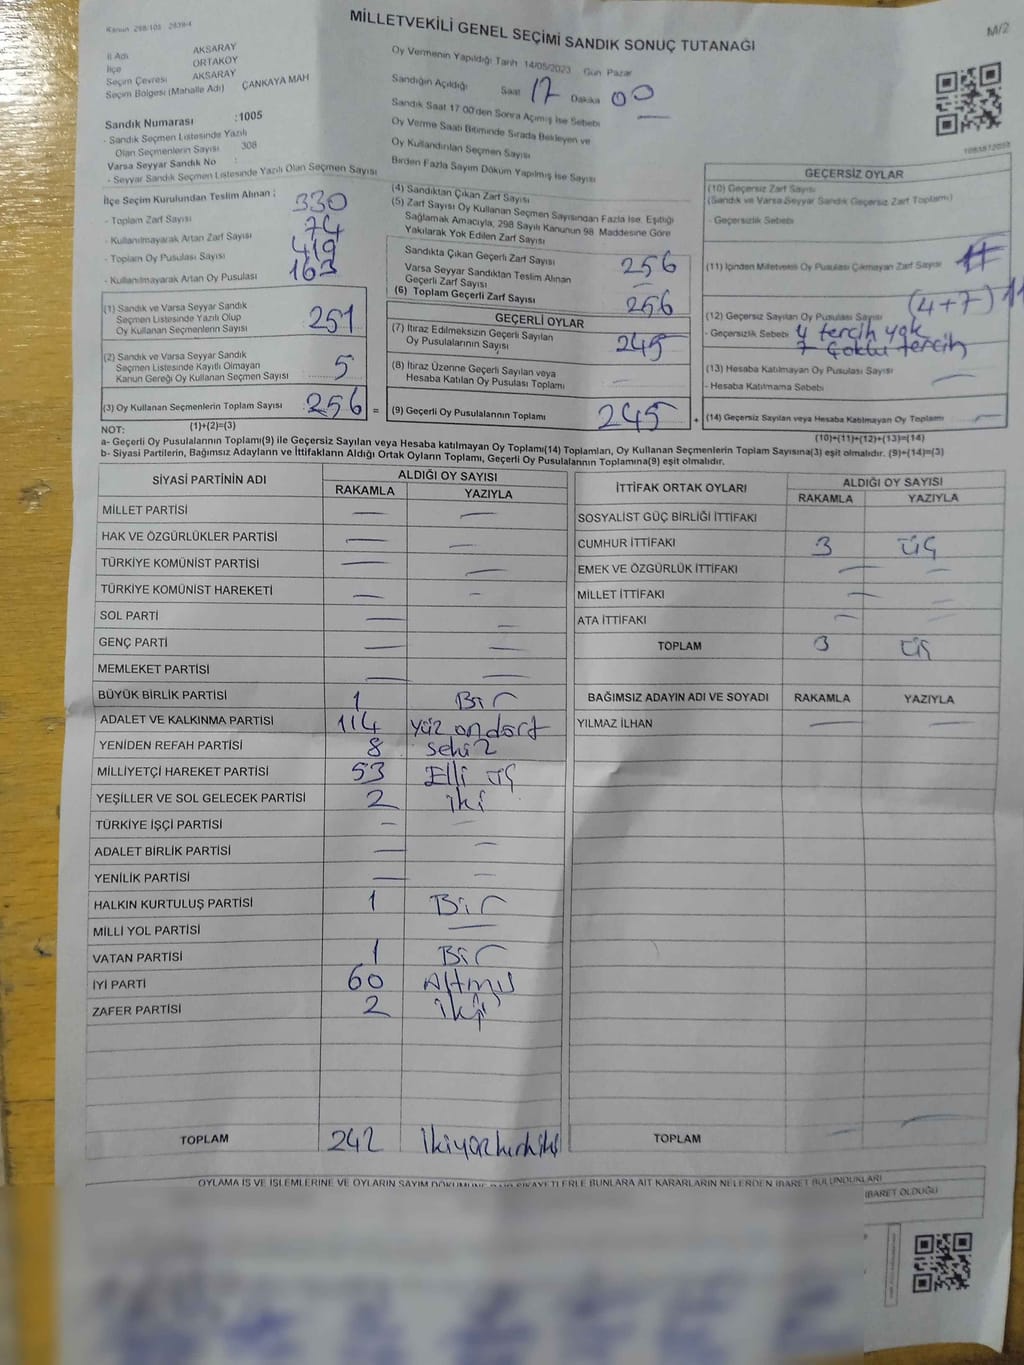 Kanun 298/105 2839/4
MİLLETVEKİLİ GENEL SEÇİMİ SANDIK SONUÇ TUTANAĞI
M/2
İl Adı AKSARAY
İlçe ORTAKÖY
Seçim Çevresi AKSARAY
Seçim Bölgesi (Mahalle Adı) ÇANKAYA MAH
Sandık Numarası :1005
- Sandık Seçmen Listesinde Yazılı
Olan Seçmenlerin Sayısı 308
Varsa Seyyar Sandık No :
- Seyyar Sandık Seçmen Listesinde Yazılı Olan Seçmen Sayısı
Oy Vermenin Yapıldığı Tarih 14/05/2023 Gün Pazar
Sandığın Açıldığı Saat 17 Dakika 00
Sandık Saat 17 00'den Sonra Açılmış İse Sebebi
Oy Verme Saati Bitiminde Sırada Bekleyen ve
Oy Kullandırılan Seçmen Sayısı
Birden Fazla Sayım Döküm Yapılmış İse Sayısı
İlçe Seçim Kurulundan Teslim Alınan ;
- Toplam Zarf Sayısı 330
- Kullanılmayarak Artan Zarf Sayısı 74
- Toplam Oy Pusulası Sayısı 419
- Kullanılmayarak Artan Oy Pusulası 163
(1) Sandık ve Varsa Seyyar Sandık
Seçmen Listesinde Yazılı Olup
Oy Kullanan Seçmenlerin Sayısı 251
(2) Sandık ve Varsa Seyyar Sandık
Seçmen Listesinde Kayıtlı Olmayan
Kanun Gereği Oy Kullanan Seçmen Sayısı 5
(3) Oy Kullanan Seçmenlerin Toplam Sayısı 256 =
(4) Sandıktan Çıkan Zarf Sayısı
(5) Zarf Sayısı Oy Kullanan Seçmen Sayısından Fazla İse, Eşitliği
Sağlamak Amacıyla, 298 Sayılı Kanunun 98 Maddesine Göre
Yakılarak Yok Edilen Zarf Sayısı
Sandıkta Çıkan Geçerli Zarf Sayısı 256
Varsa Seyyar Sandıktan Teslim Alınan
Geçerli Zarf Sayısı
(6) Toplam Geçerli Zarf Sayısı 256
GEÇERLİ OYLAR
(7) İtiraz Edilmeksizin Geçerli Sayılan
Oy Pusulalarının Sayısı 245
(8) İtiraz Üzerine Geçerli Sayılan veya
Hesaba Katılan Oy Pusulası Toplamı
(9) Geçerli Oy Pusulalarının Toplamı 245 +
GEÇERSİZ OYLAR
(10) Geçersiz Zarf Sayısı
(Sandık ve Varsa Seyyar Sandık Geçersiz Zarf Toplamı)
- Geçersizlik Sebebi
(11) İçinden Milletvekili Oy Pusulası Çıkmayan Zarf Sayısı
(12) Geçersiz Sayılan Oy Pusulası Sayısı (4+7) 11
- Geçersizlik Sebebi 4 tercih yok
7 Çoklu tercih
(13) Hesaba Katılmayan Oy Pusulası Sayısı
- Hesaba Katılmama Sebebi
(14) Geçersiz Sayılan veya Hesaba Katılmayan Oy Toplamı
NOT: (1)+(2)=(3) (10)+(11)+(12)+(13)=(14)
a- Geçerli Oy Pusulalarının Toplamı(9) ile Geçersiz Sayılan veya Hesaba katılmayan Oy Toplamı(14) Toplamları, Oy Kullanan Seçmenlerin Toplam Sayısına(3) eşit olmalıdır. (9)+(14)=(3)
b- Siyasi Partilerin, Bağımsız Adayların ve İttifakların Aldığı Ortak Oyların Toplamı, Geçerli Oy Pusulalarının Toplamına(9) eşit olmalıdır.
SİYASİ PARTİNİN ADI ALDIĞI OY SAYISI
RAKAMLA YAZIYLA
MİLLET PARTİSİ
HAK VE ÖZGÜRLÜKLER PARTİSİ
TÜRKİYE KOMÜNİST PARTİSİ
TÜRKİYE KOMÜNİST HAREKETİ
SOL PARTİ
GENÇ PARTİ
MEMLEKET PARTİSİ
BÜYÜK BİRLİK PARTİSİ 1 Bir
ADALET VE KALKINMA PARTİSİ 114 Yüz ondört
YENİDEN REFAH PARTİSİ 8 sekiz
MİLLİYETÇİ HAREKET PARTİSİ 53 Elli üç
YEŞİLLER VE SOL GELECEK PARTİSİ 2 iki
TÜRKİYE İŞÇİ PARTİSİ
ADALET BİRLİK PARTİSİ
YENİLİK PARTİSİ
HALKIN KURTULUŞ PARTİSİ 1 Bir
MİLLİ YOL PARTİSİ
VATAN PARTİSİ 1 Bir
İYİ PARTİ 60 Altmış
ZAFER PARTİSİ 2 iki
TOPLAM 242 ikiyüzkırkiki
İTTİFAK ORTAK OYLARI ALDIĞI OY SAYISI
RAKAMLA YAZIYLA
SOSYALİST GÜÇ BİRLİĞİ İTTİFAKI
CUMHUR İTTİFAKI 3 üç
EMEK VE ÖZGÜRLÜK İTTİFAKI
MİLLET İTTİFAKI
ATA İTTİFAKI
TOPLAM 3 üç
BAĞIMSIZ ADAYIN ADI VE SOYADI RAKAMLA YAZIYLA
YILMAZ İLHAN
TOPLAM
OYLAMA İŞ VE İŞLEMLERİNE VE OYLARIN SAYIM DÖKÜMÜNE ŞİKAYETLERLE BUNLARA AİT KARARLARIN NELERDEN İBARET BULUNDUKLARI
İBARET OLDUĞU